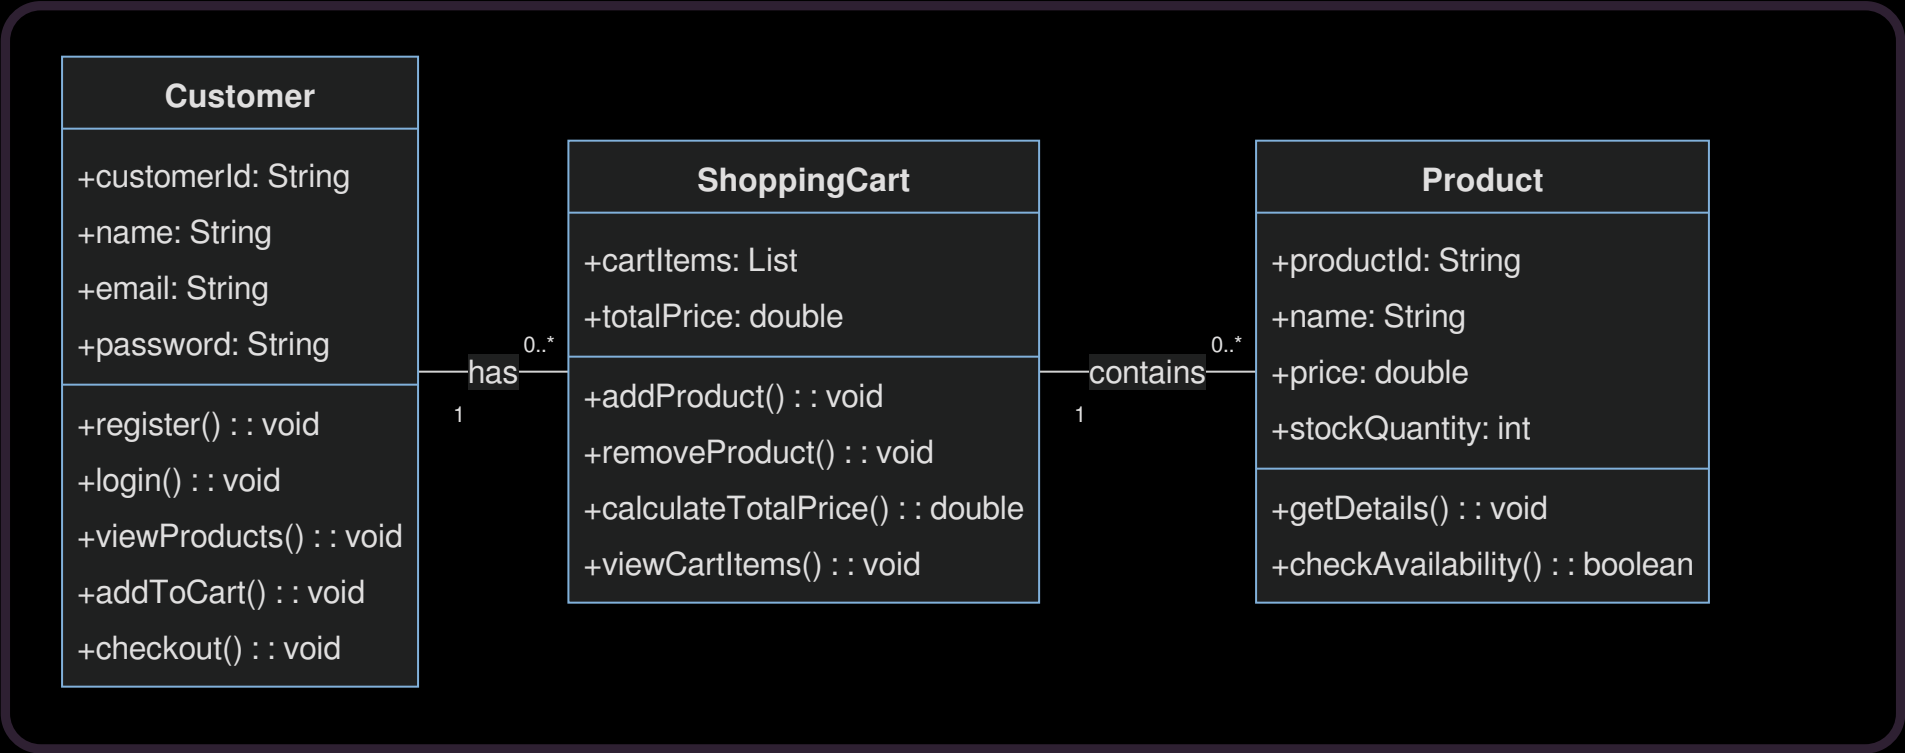 Customer
+customerId: String
+name: String
+email: String
+password: String
+register() : : void
+login() : : void
+viewProducts() : : void
+addToCart() : : void
+checkout() : : void
has
0..*
1
ShoppingCart
+cartItems: List
+totalPrice: double
+addProduct() : : void
+removeProduct() : : void
+calculateTotalPrice() : : double
+viewCartItems() : : void
contains
0..*
1
Product
+productId: String
+name: String
+price: double
+stockQuantity: int
+getDetails() : : void
+checkAvailability() : : boolean